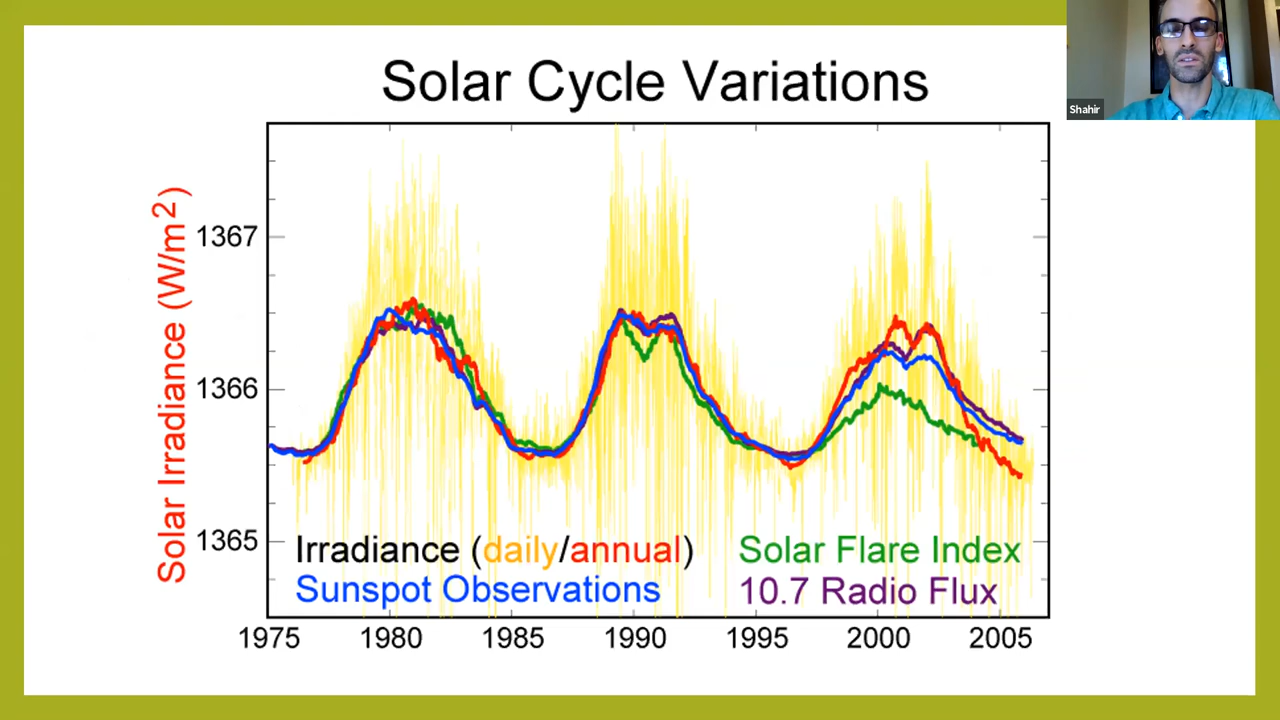 Solar Cycle Variations
Shahir
Solar Irradiance (W/m²)
1367
1366
1365
Irradiance (daily/annual)
Sunspot Observations
Solar Flare Index
10.7 Radio Flux
1975 1980 1985 1990 1995 2000 2005